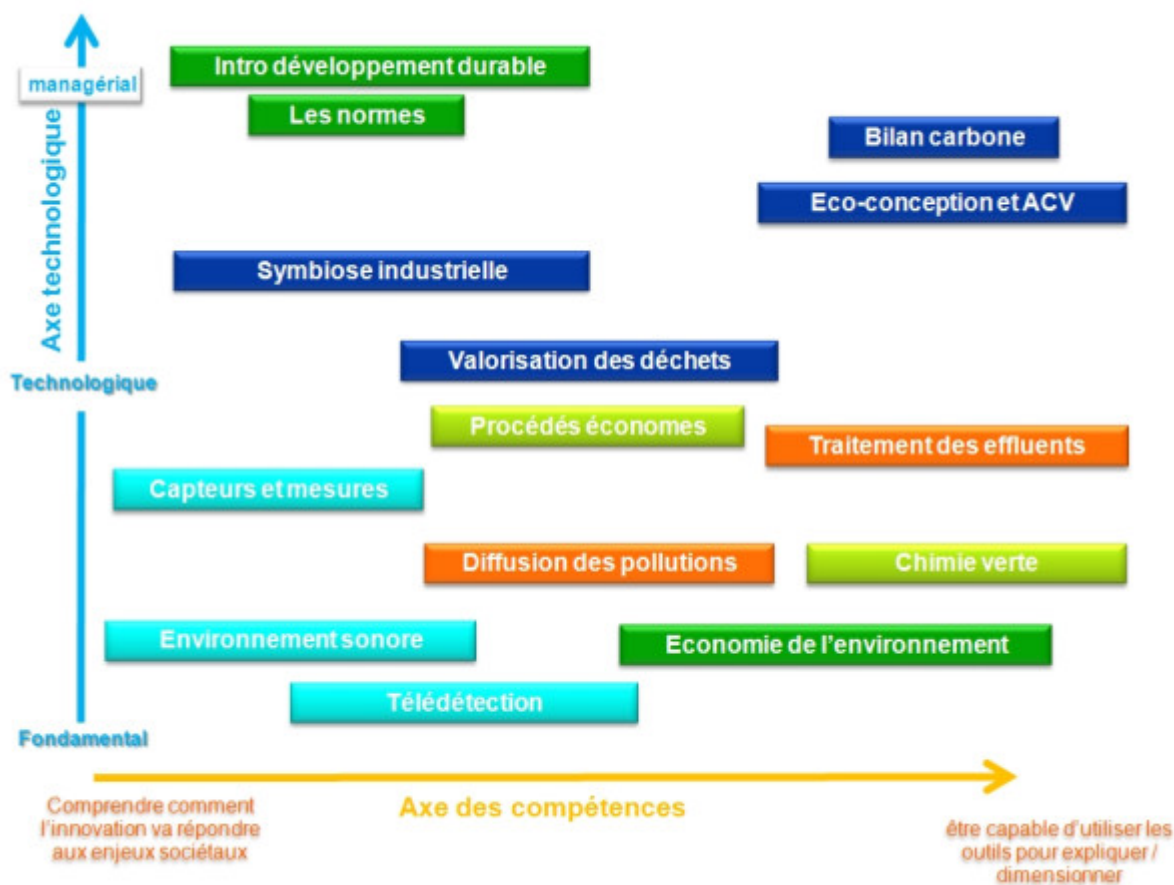 managérial
Axe technologique
Intro développement durable
Les normes
Bilan carbone
Eco-conception et ACV
Symbiose industrielle
Valorisation des déchets
Technologique
Procédés économes
Traitement des effluents
Capteurs et mesures
Diffusion des pollutions
Chimie verte
Environnement sonore
Economie de l'environnement
Télédétection
Fondamental
Axe des compétences
Comprendre comment
l'innovation va répondre
aux enjeux sociétaux
être capable d'utiliser les
outils pour expliquer /
dimensionner